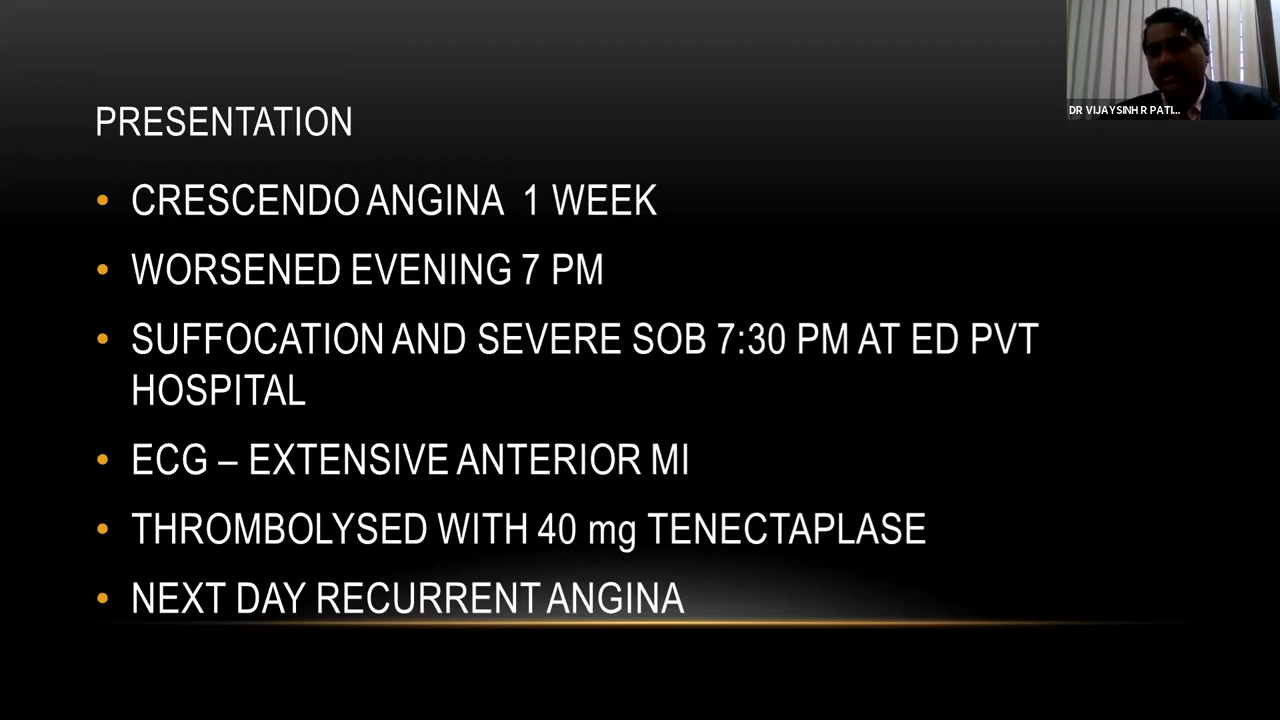 PRESENTATION
• CRESCENDO ANGINA 1 WEEK
• WORSENED EVENING 7 PM
• SUFFOCATION AND SEVERE SOB 7:30 PM AT ED PVT
HOSPITAL
• ECG – EXTENSIVE ANTERIOR MI
• THROMBOLYSED WITH 40 mg TENECTAPLASE
• NEXT DAY RECURRENT ANGINA
DR VIJAYSINH R PATI...